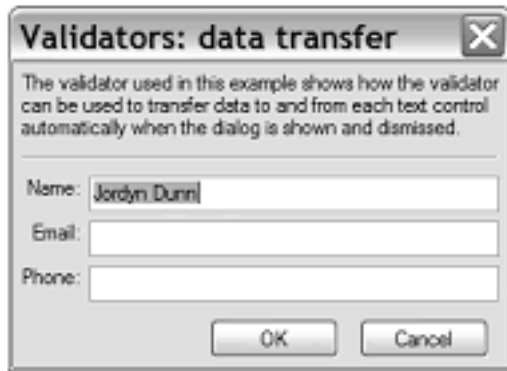 Validators: data transfer
The validator used in this example shows how the validator
can be used to transfer data to and from each text control
automatically when the dialog is shown and dismissed.
Name: Jordyn Dunn
Email:
Phone:
OK Cancel